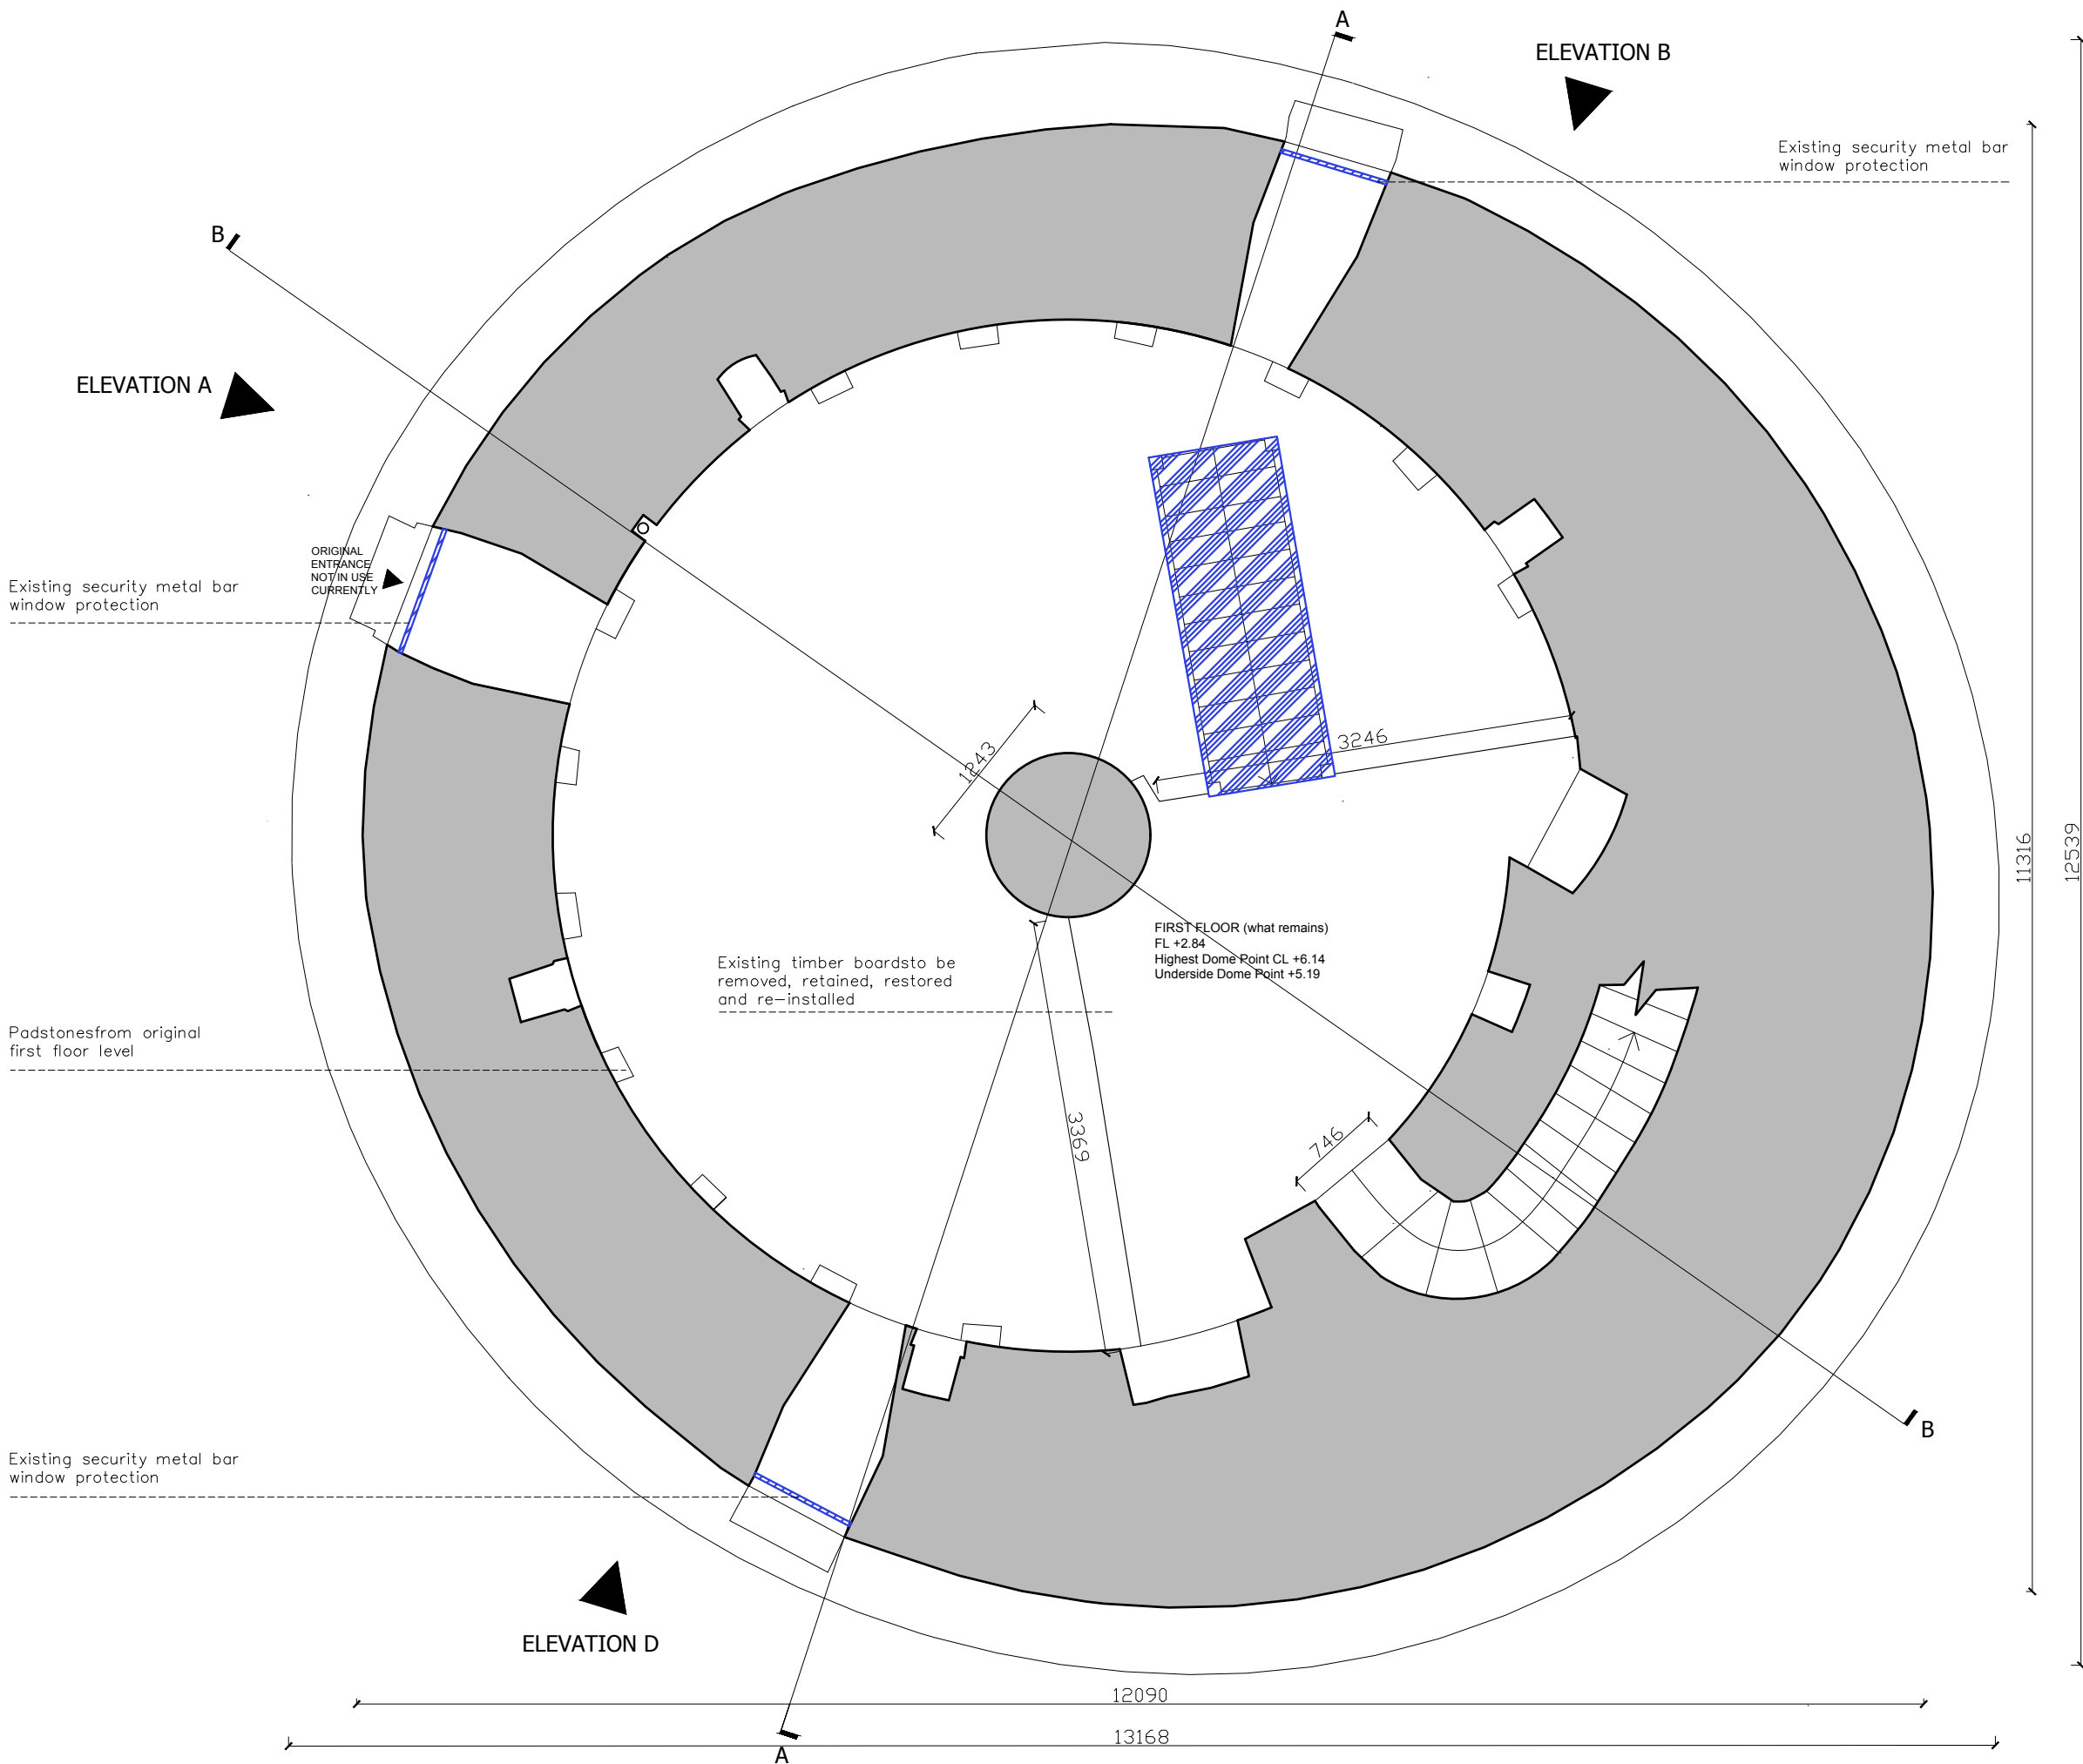 A
ELEVATION B
Existing security metal bar
window protection
B
ELEVATION A
ORIGINAL
ENTRANCE
NOT IN USE
CURRENTLY
Existing security metal bar
window protection
1243
3246
11316
12539
FIRST FLOOR (what remains)
FL +2.84
Highest Dome Point CL +6.14
Underside Dome Point +5.19
Existing timber boardsto be
removed, retained, restored
and re-installed
Padstonesfrom original
first floor level
3369
746
B
Existing security metal bar
window protection
ELEVATION D
12090
13168
A